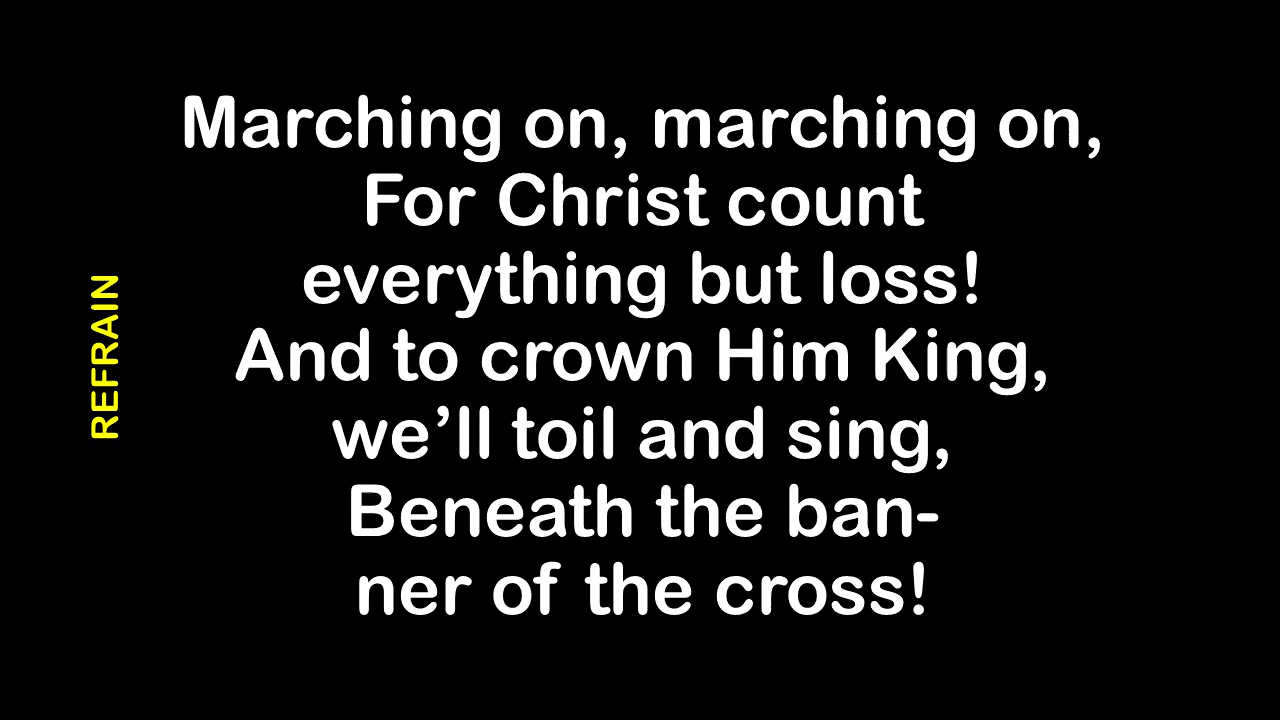 REFRAIN
Marching on, marching on,
For Christ count
everything but loss!
And to crown Him King,
we’ll toil and sing,
Beneath the ban-
ner of the cross!